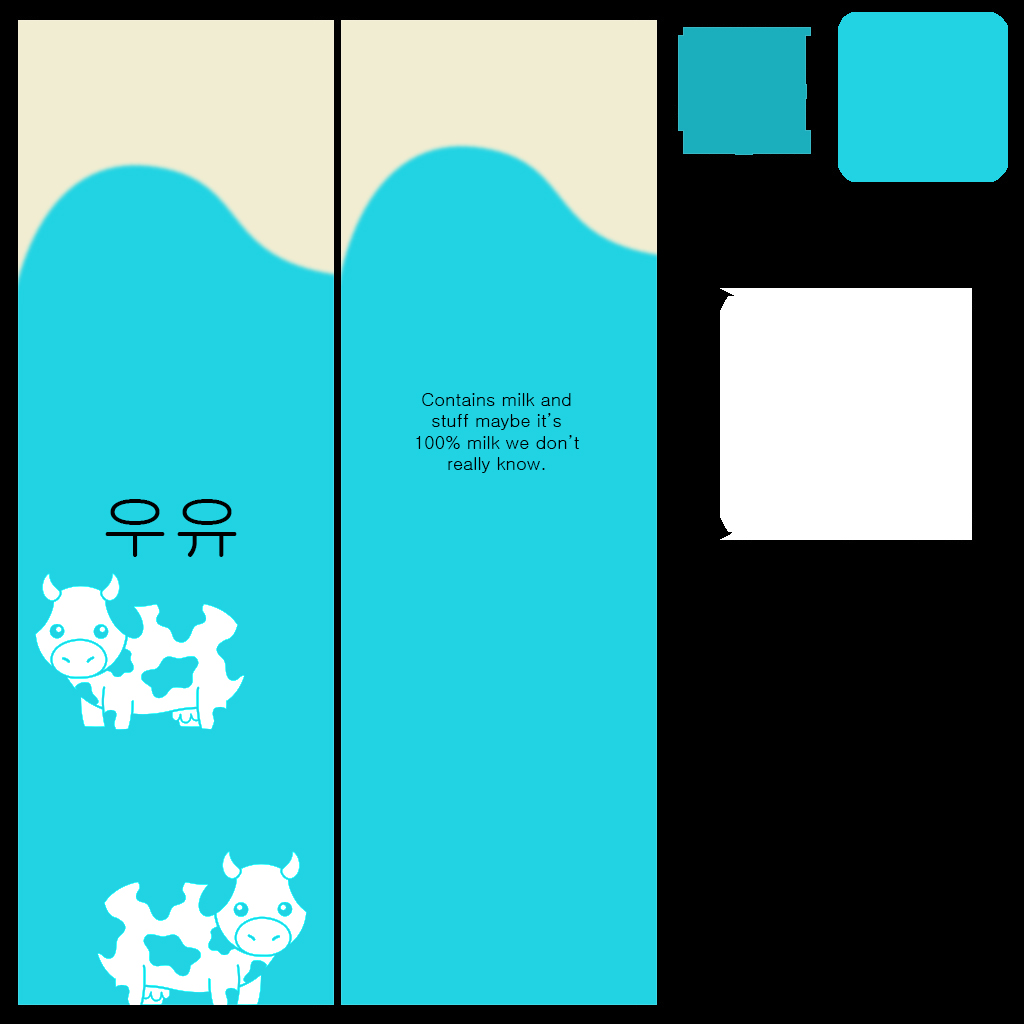 우유
Contains milk and
stuff maybe it's
100% milk we don't
really know.